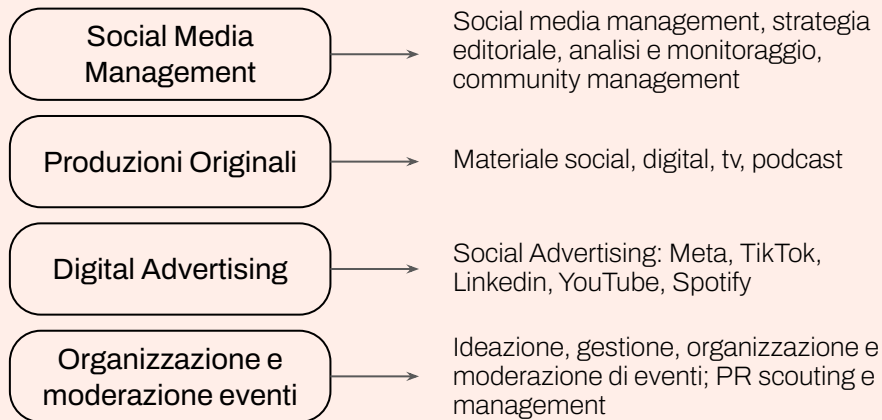 Social Media
Management
Social media management, strategia
editoriale, analisi e monitoraggio,
community management
Produzioni Originali
Materiale social, digital, tv, podcast
Digital Advertising
Social Advertising: Meta, TikTok,
Linkedin, YouTube, Spotify
Organizzazione e
moderazione eventi
Ideazione, gestione, organizzazione e
moderazione di eventi; PR scouting e
management